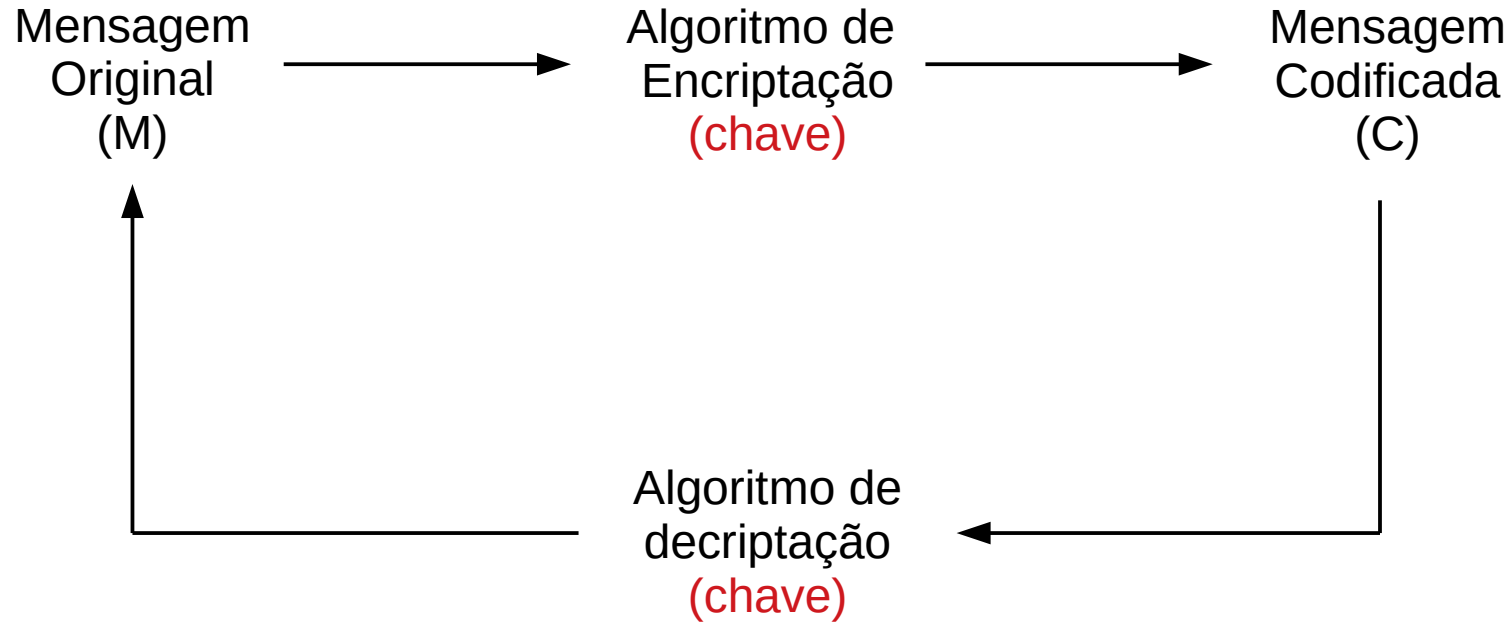 Mensagem
Original
(M)
Algoritmo de
Encriptação
(chave)
Mensagem
Codificada
(C)
Algoritmo de
decriptação
(chave)